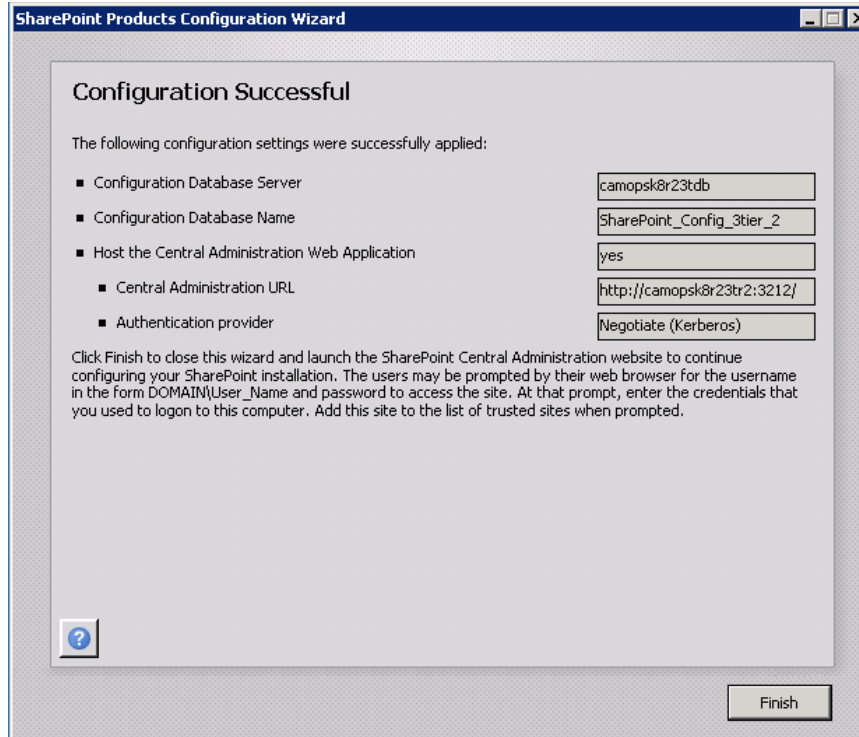 SharePoint Products Configuration Wizard
Configuration Successful
The following configuration settings were successfully applied:
Configuration Database Server camopsk8r23tdb
Configuration Database Name SharePoint_Config_3tier_2
Host the Central Administration Web Application yes
Central Administration URL http://camopsk8r23tr2:3212/
Authentication provider Negotiate (Kerberos)
Click Finish to close this wizard and launch the SharePoint Central Administration website to continue
configuring your SharePoint installation. The users may be prompted by their web browser for the username
in the form DOMAIN\User_Name and password to access the site. At that prompt, enter the credentials that
you used to logon to this computer. Add this site to the list of trusted sites when prompted.
?
Finish